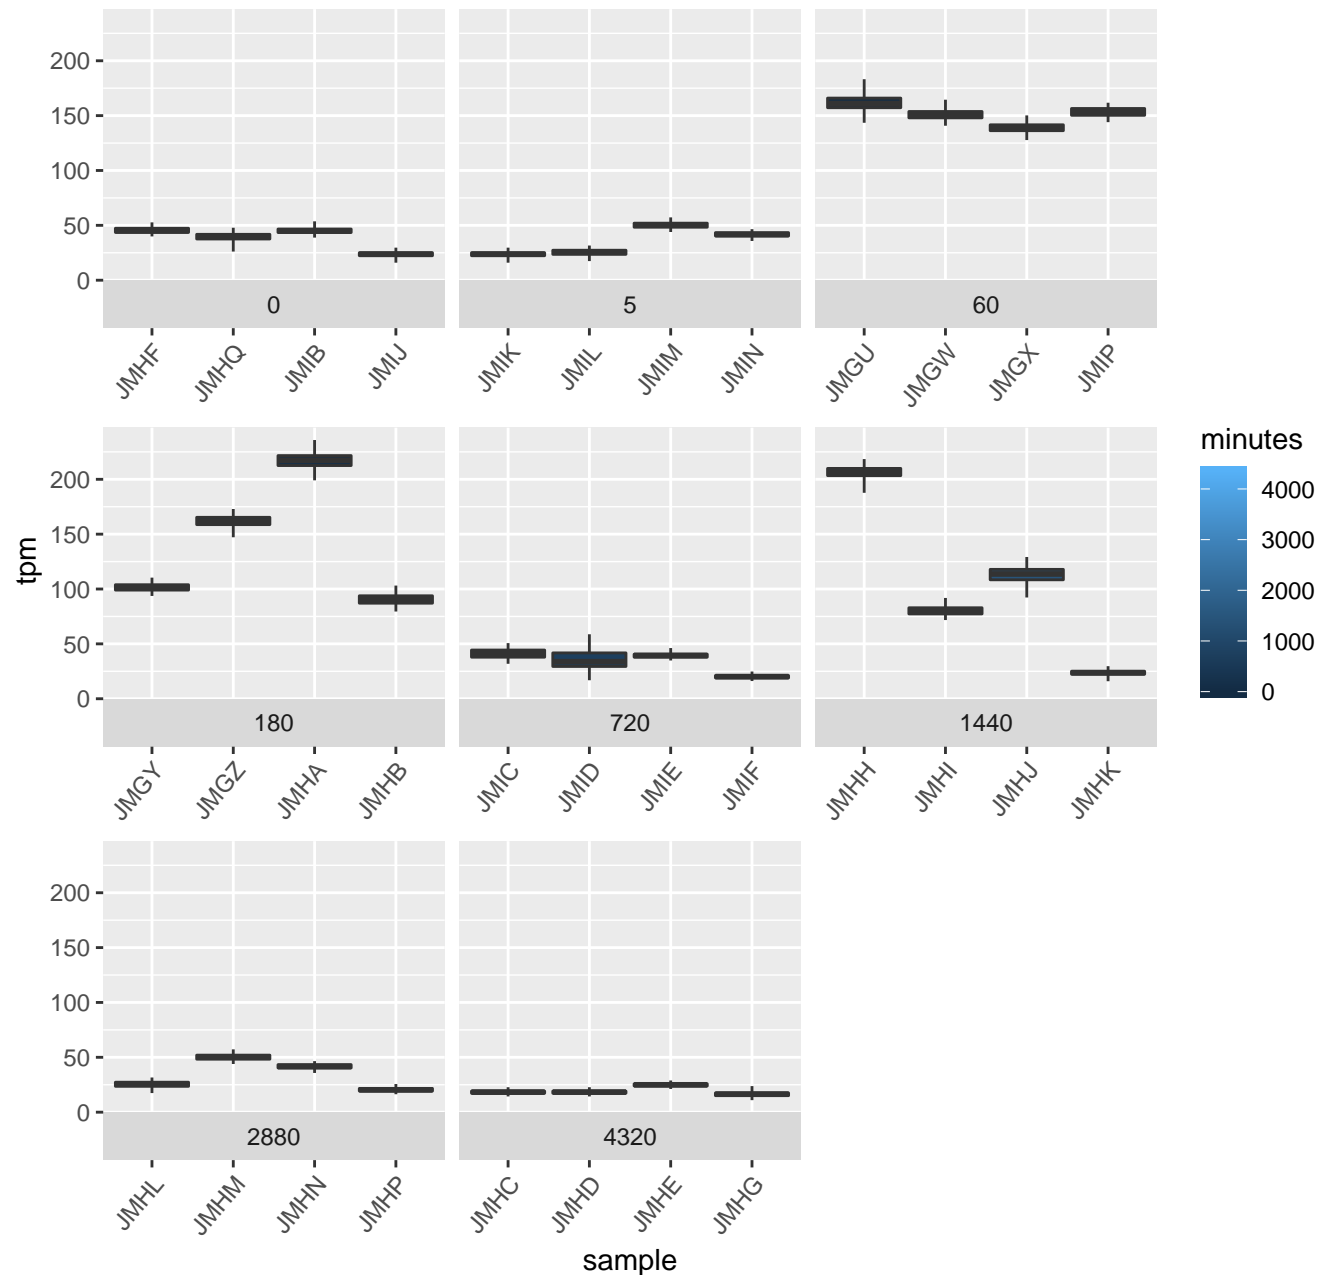 200
150
100
50
0
0 5 60
JMHF JMHQ JMIB JMIJ JMIK JMIL JMIM JMIN JMGU JMGW JMGX JMIP
tpm
200
150
100
50
0
180 720 1440
JMGY JMGZ JMHA JMHB JMIC JMID JMIE JMIF JMHH JMHI JMHJ JMHK
minutes
4000
3000
2000
1000
0
200
150
100
50
0
2880 4320
JMHL JMHM JMHN JMHP JMHC JMHD JMHE JMHG
sample